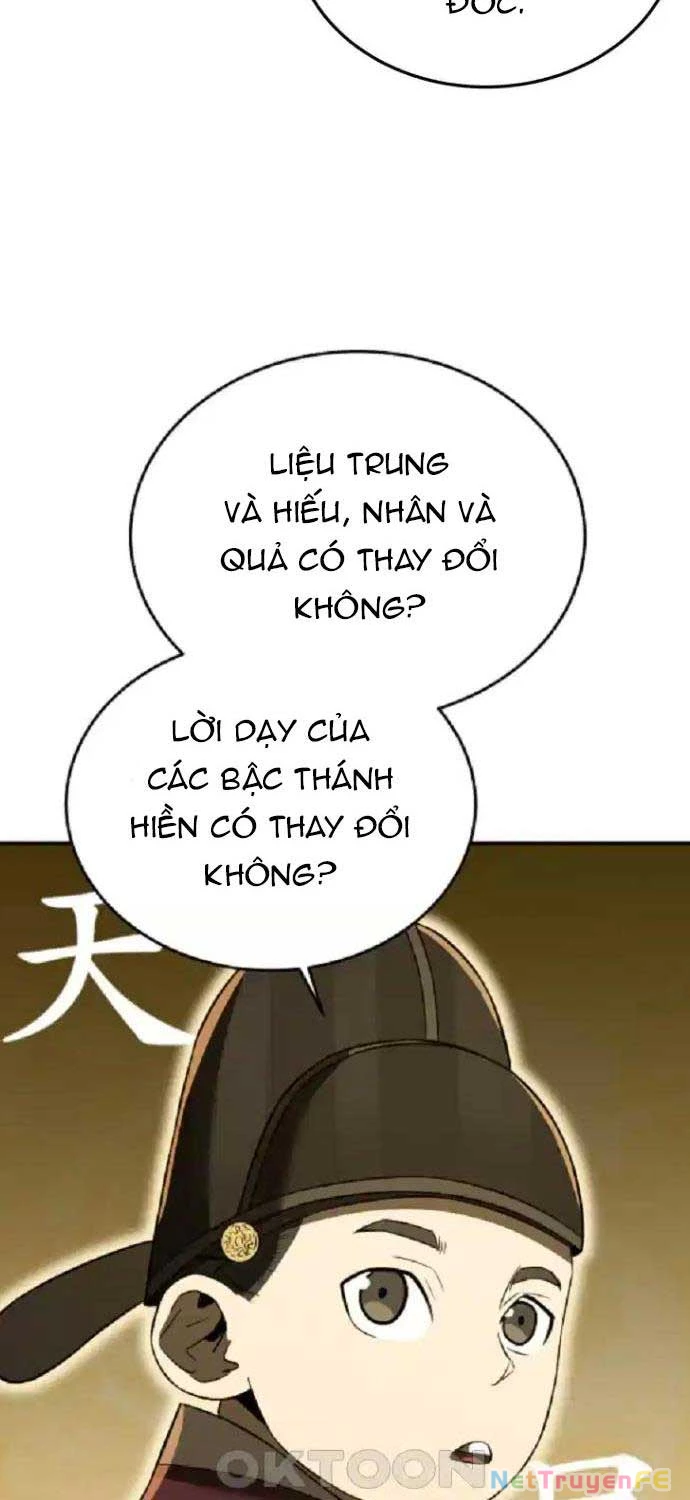 ĐỐC.
LIỆU TRUNG
VÀ HIẾU, NHÂN VÀ
QUẢ CÓ THAY ĐỔI
KHÔNG?
LỜI DẠY CỦA
CÁC BẬC THÁNH
HIỀN CÓ THAY ĐỔI
KHÔNG?
天
OKTOON
NETTRUYENFE